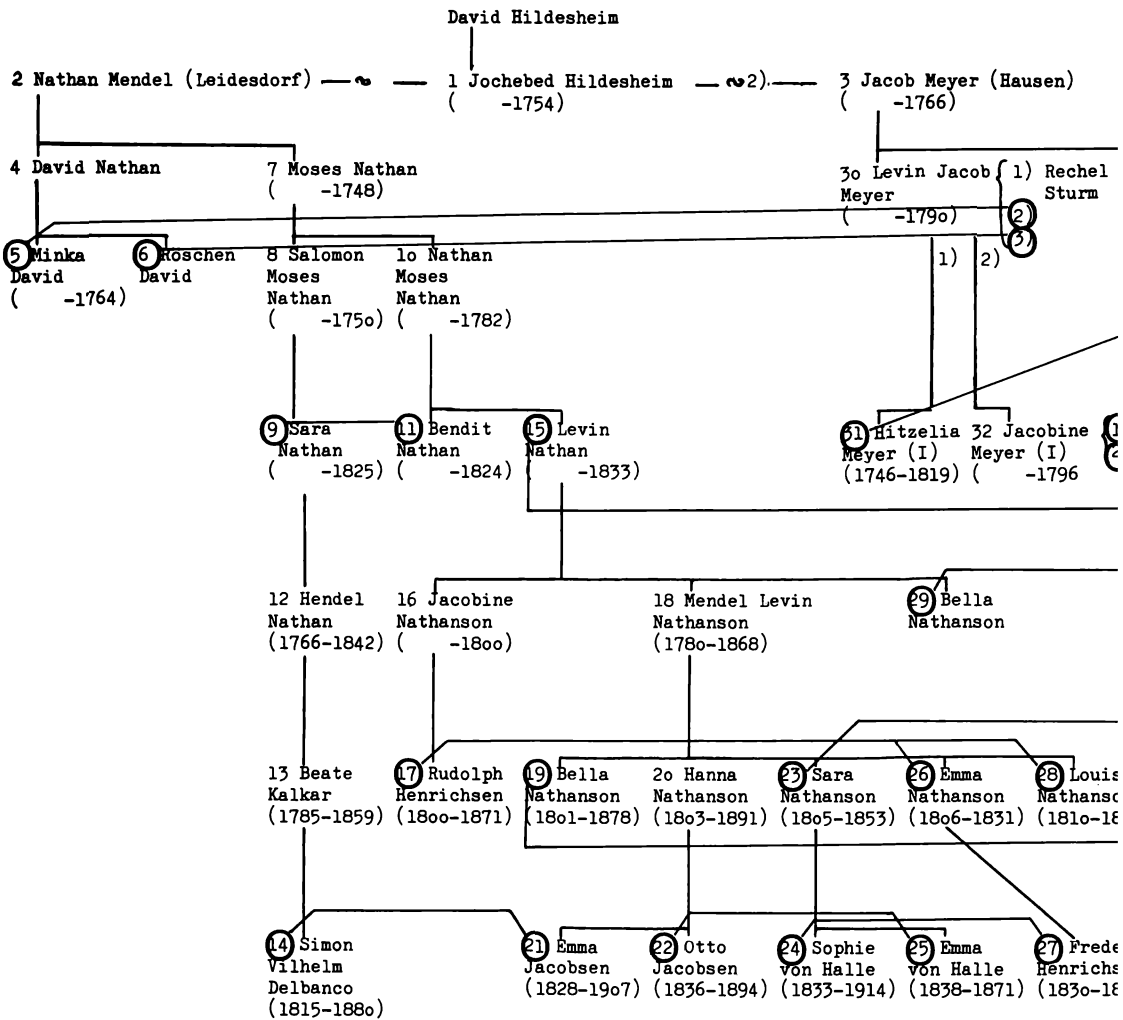 David Hildesheim
2 Nathan Mendel (Leidesdorf) — ~ — 1 Jochebed Hildesheim — ~2) — 3 Jacob Meyer (Hausen)
( -1754)
( -1766)
4 David Nathan
7 Moses Nathan
( -1748)
3o Levin Jacob
Meyer
( -179o)
1) Rechel
Sturm
2)
3)
5 Minka
David
( -1764)
6 Roschen
David
8 Salomon
Moses
Nathan
( -175o)
1o Nathan
Moses
Nathan
( -1782)
1) 2)
9 Sara
Nathan
( -1825)
11 Bendit
Nathan
( -1824)
15 Levin
Nathan
( -1833)
31 Hitzelia
Meyer (I)
(1746-1819)
32 Jacobine
Meyer (I)
( -1796
12 Hendel
Nathan
(1766-1842)
16 Jacobine
Nathanson
( -18oo)
18 Mendel Levin
Nathanson
(178o-1868)
29 Bella
Nathanson
13 Beate
Kalkar
(1785-1859)
17 Rudolph
Henrichsen
(18oo-1871)
19 Bella
Nathanson
(18o1-1878)
2o Hanna
Nathanson
(18o3-1891)
23 Sara
Nathanson
(18o5-1853)
26 Emma
Nathanson
(18o6-1831)
28 Louis
Nathanso
(181o-18
14 Simon
Vilhelm
Delbanco
(1815-188o)
21 Emma
Jacobsen
(1828-19o7)
22 Otto
Jacobsen
(1836-1894)
24 Sophie
von Halle
(1833-1914)
25 Emma
von Halle
(1838-1871)
27 Frede
Henrichs
(183o-18